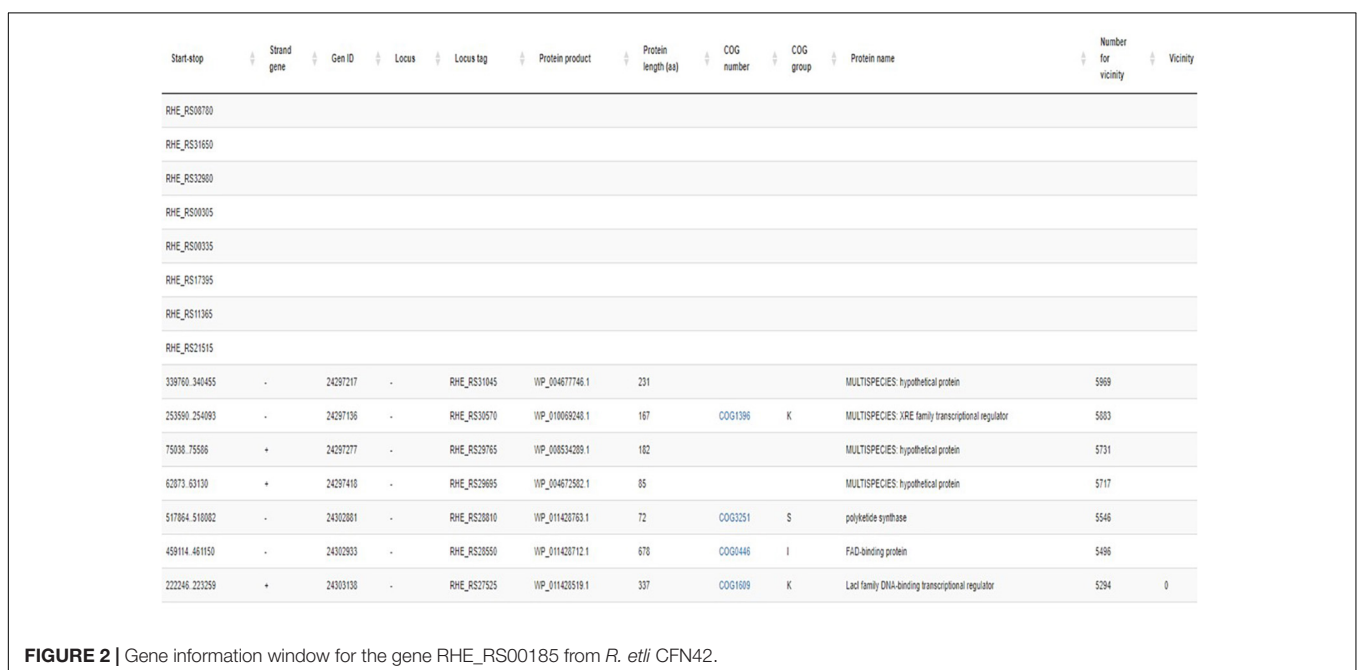 Start-stop Strand gene Gen ID Locus Locus tag Protein product Protein length (aa) COG number COG group Protein name Number for vicinity Vicinity
RHE_RS08780
RHE_RS31650
RHE_RS32980
RHE_RS00305
RHE_RS00335
RHE_RS17395
RHE_RS11365
RHE_RS21515
339760..340455 - 24297217 - RHE_RS31045 WP_004677746.1 231 MULTISPECIES: hypothetical protein 5969
253590..254093 - 24297136 - RHE_RS30570 WP_010069248.1 167 COG1396 K MULTISPECIES: XRE family transcriptional regulator 5883
75038..75586 + 24297277 - RHE_RS29765 WP_008534289.1 182 MULTISPECIES: hypothetical protein 5731
62873..63130 + 24297418 - RHE_RS29695 WP_004672582.1 85 MULTISPECIES: hypothetical protein 5717
517864..518082 - 24302881 - RHE_RS28810 WP_011428763.1 72 COG3251 S polyketide synthase 5546
459114..461150 - 24302933 - RHE_RS28550 WP_011428712.1 678 COG0446 I FAD-binding protein 5496
222246..223259 + 24303138 - RHE_RS27525 WP_011428519.1 337 COG1609 K LacI family DNA-binding transcriptional regulator 5294 0
FIGURE 2 | Gene information window for the gene RHE_RS00185 from R. etli CFN42.